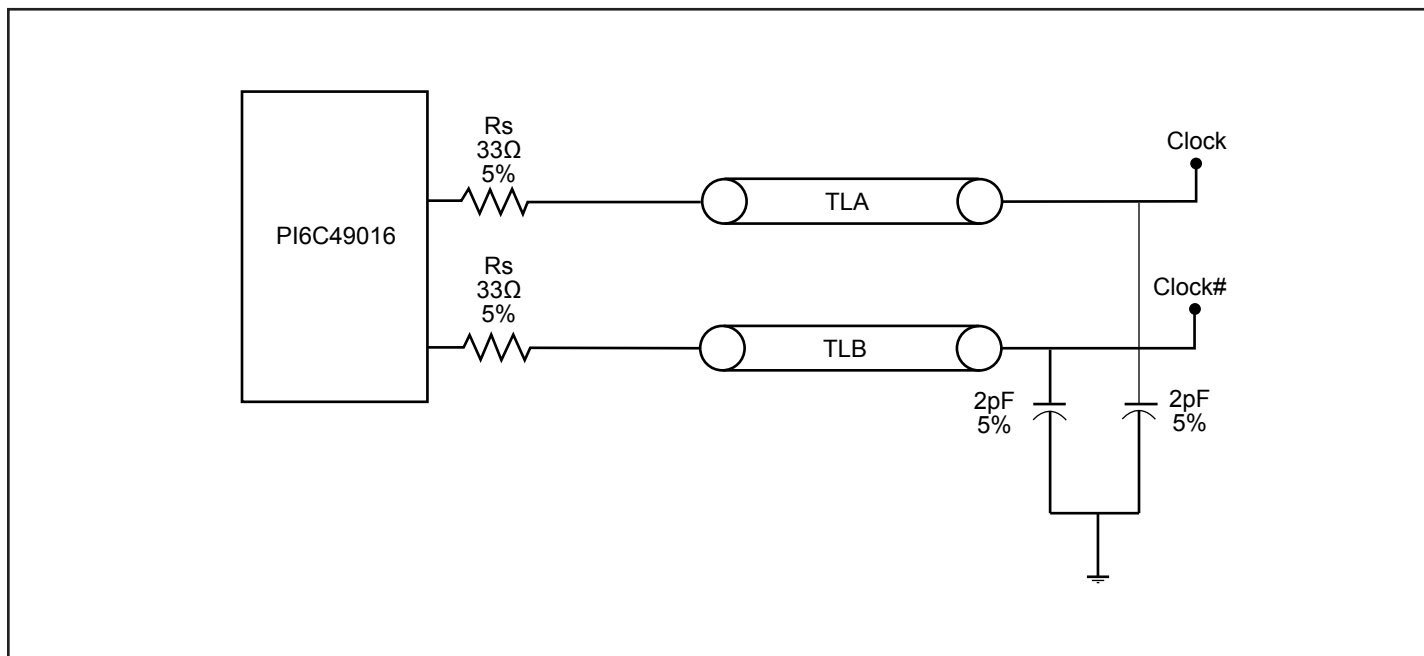 PI6C49016
Rs
33Ω
5%
TLA
Clock
Rs
33Ω
5%
TLB
Clock#
2pF
5%
2pF
5%